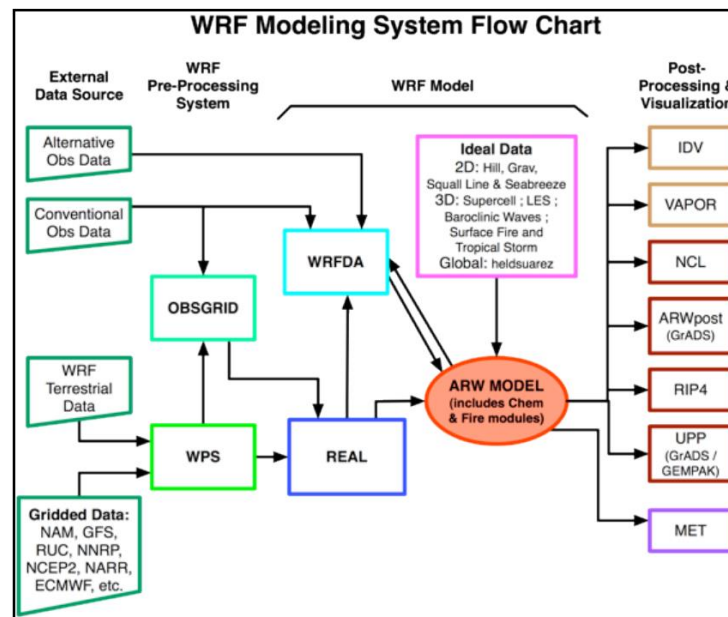 WRF Modeling System Flow Chart
External
Data Source
WRF
Pre-Processing
System
WRF Model
Post-
Processing &
Visualization
Alternative
Obs Data
Conventional
Obs Data
WRF
Terrestrial
Data
Gridded Data:
NAM, GFS,
RUC, NNRP,
NCEP2, NARR,
ECMWF, etc.
OBSGRID
WPS
WRFDA
REAL
Ideal Data
2D: Hill, Grav,
Squall Line & Seabreeze
3D: Supercell ; LES ;
Baroclinic Waves ;
Surface Fire and
Tropical Storm
Global: heldsuarez
ARW MODEL
(includes Chem
& Fire modules)
IDV
VAPOR
NCL
ARWpost
(GrADS)
RIP4
UPP
(GrADS /
GEMPAK)
MET